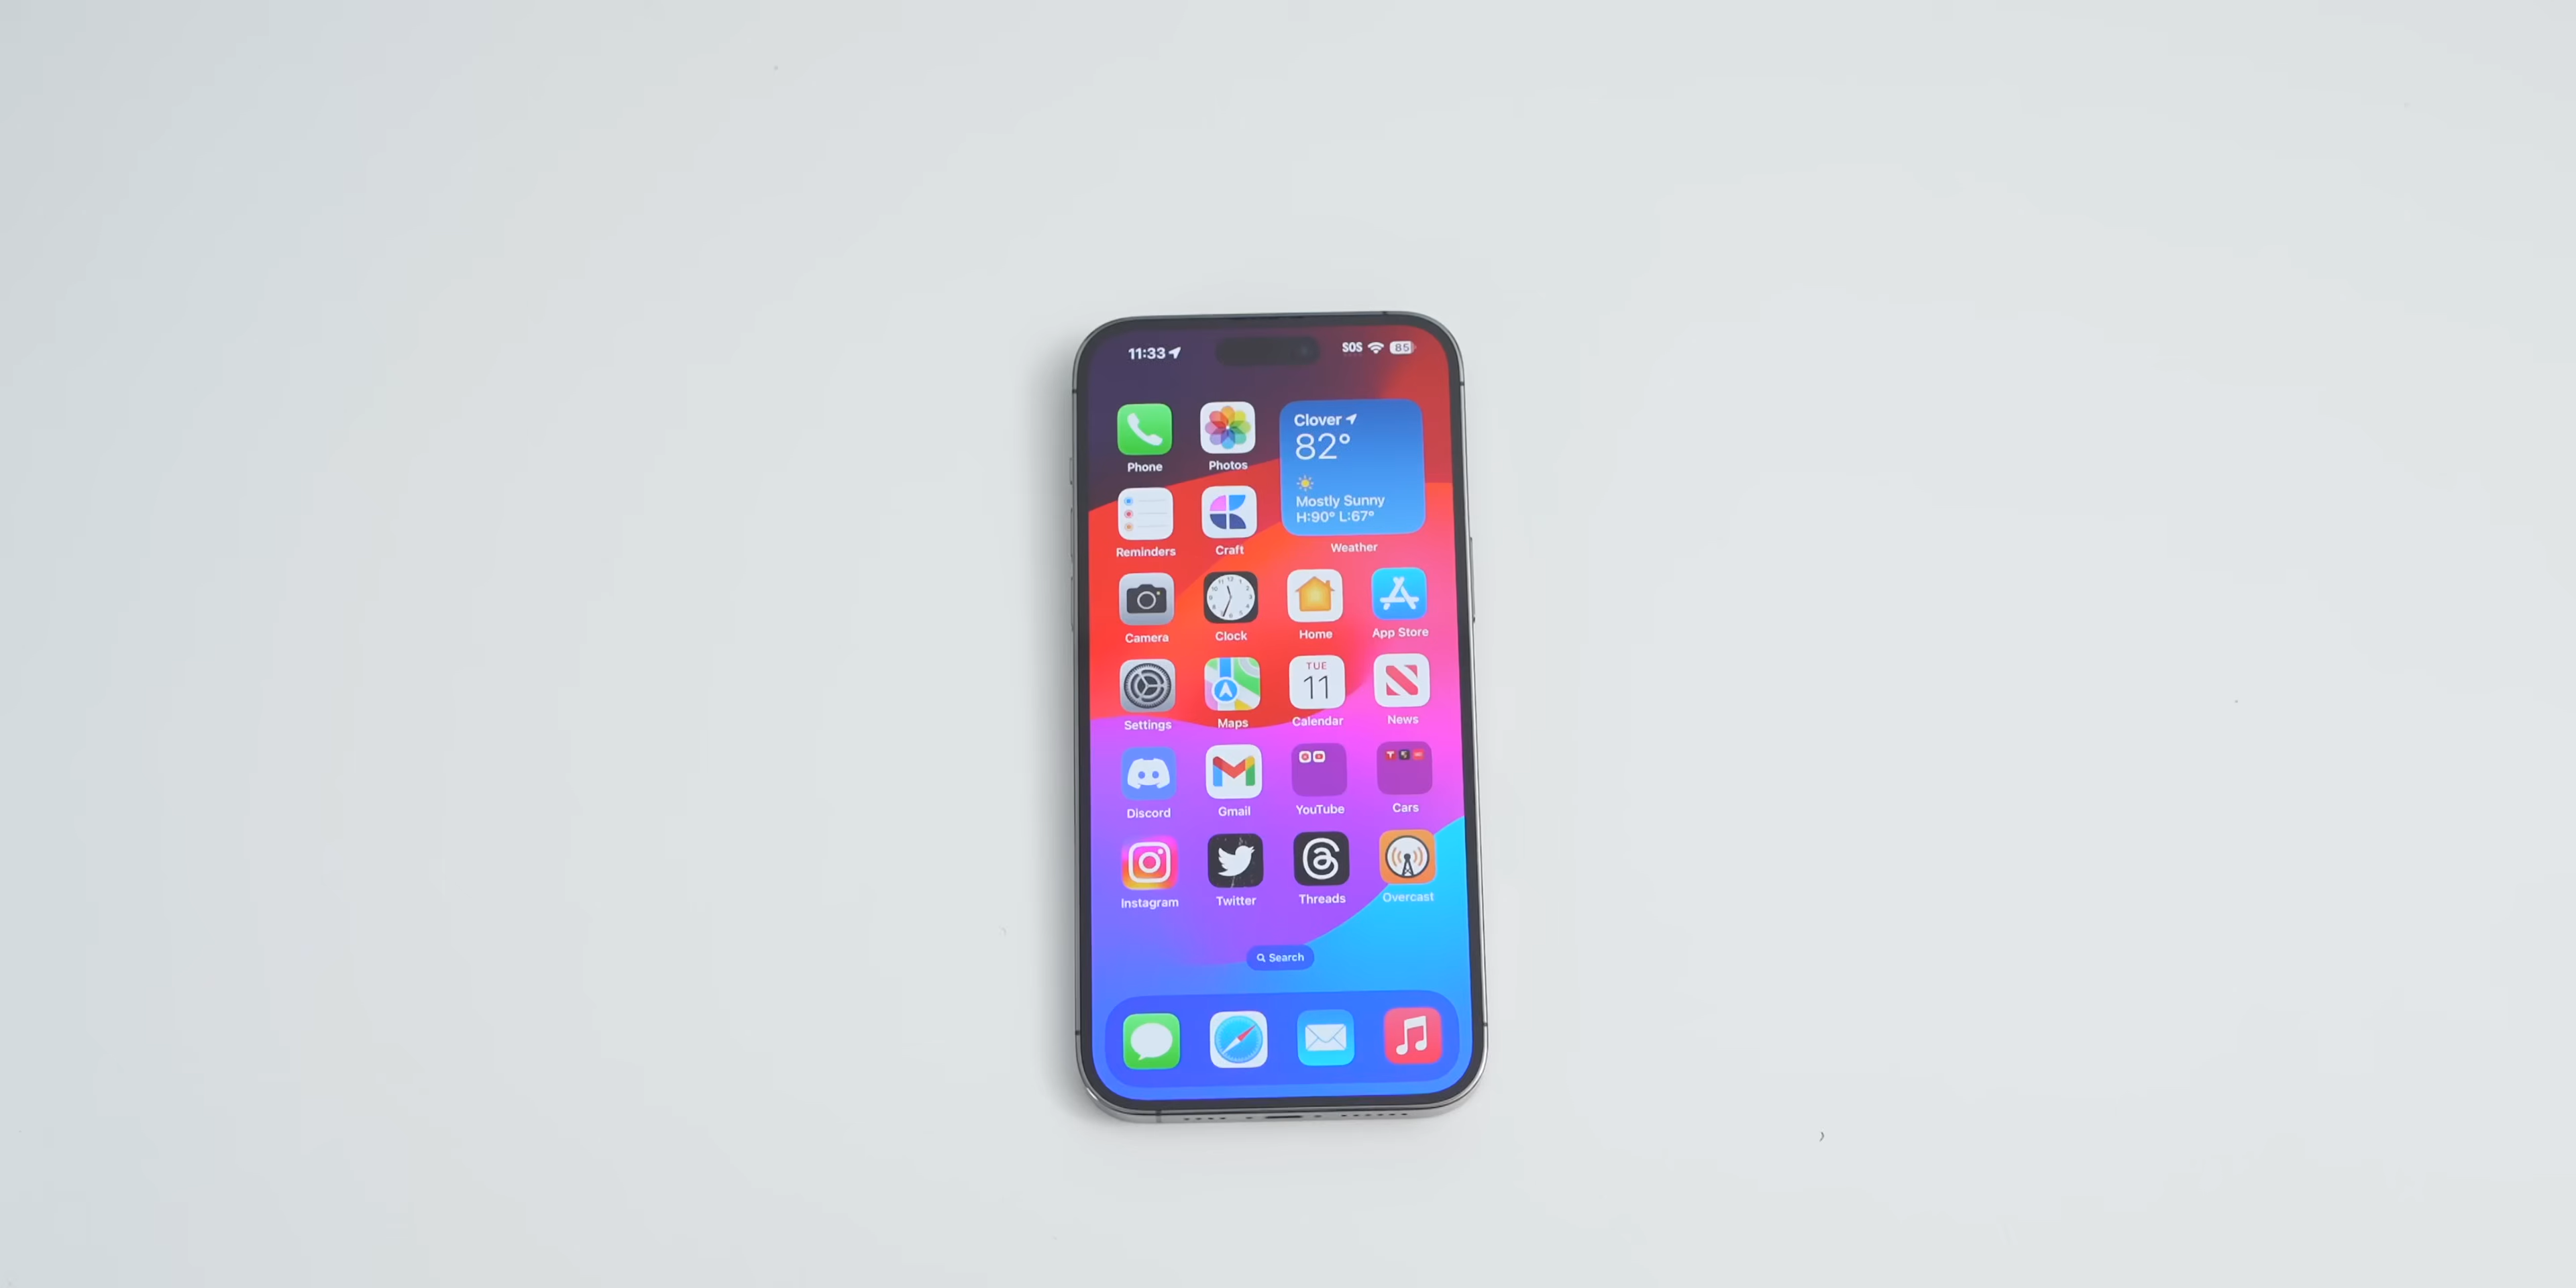 11:33 SOS 85
Clover
82°
Mostly Sunny
H:90° L:67°
Phone Photos
Reminders Craft Weather
Camera Clock Home App Store
TUE
11
Settings Maps Calendar News
Discord Gmail YouTube Cars
Instagram Twitter Threads Overcast
Search